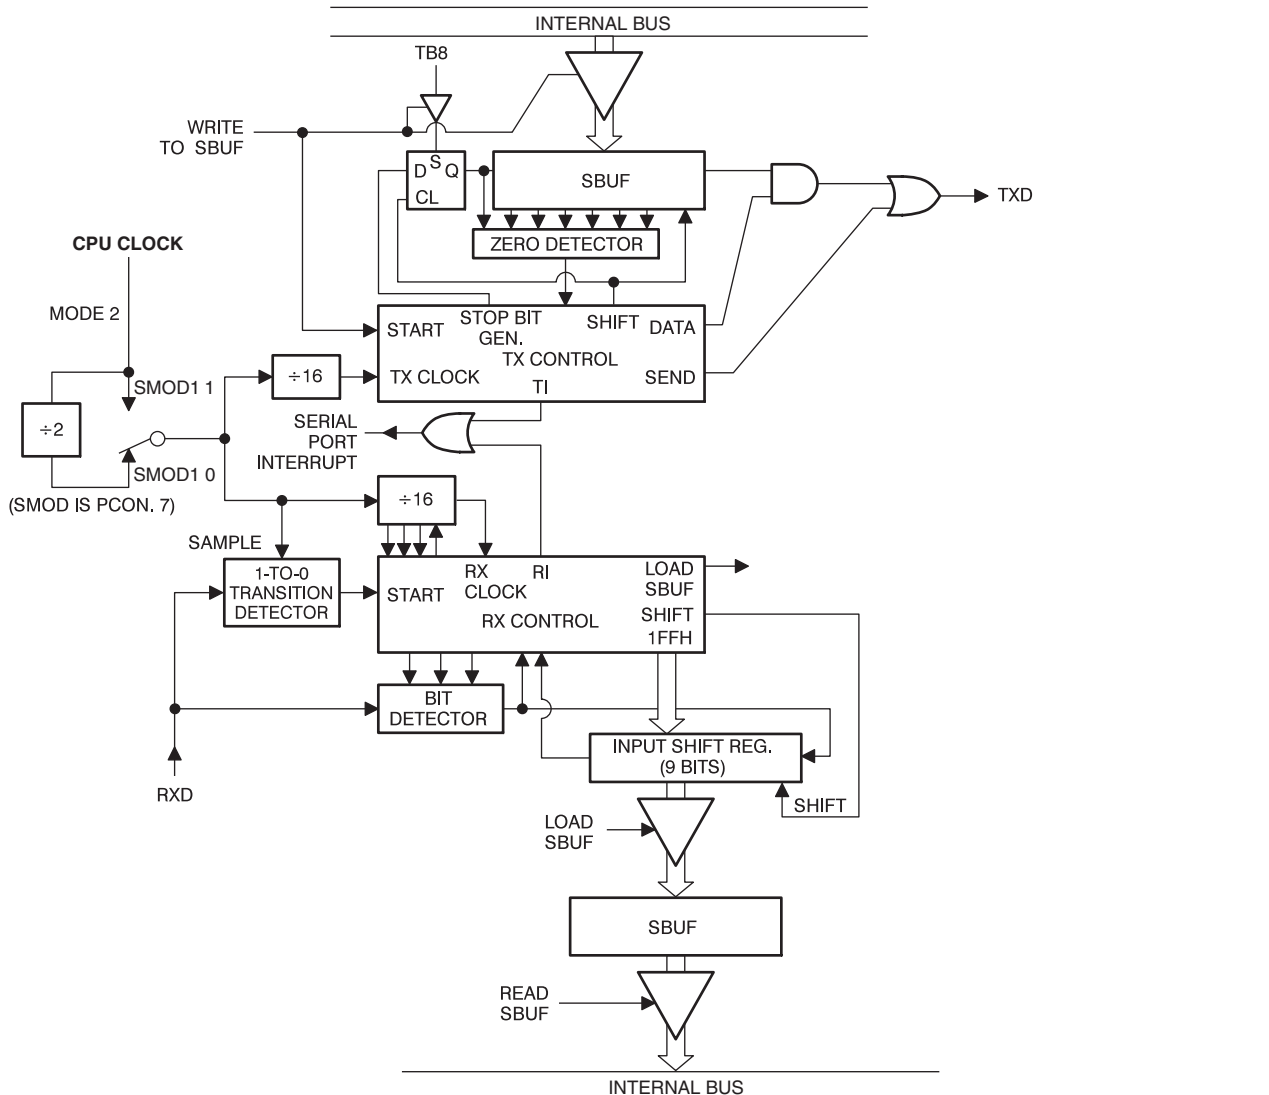 INTERNAL BUS
TB8
WRITE
TO SBUF
D S Q
CL
SBUF
TXD
ZERO DETECTOR
CPU CLOCK
MODE 2
SMOD1 1
÷2
SMOD1 0
(SMOD IS PCON. 7)
÷16
START
STOP BIT
GEN.
SHIFT
DATA
TX CONTROL
TX CLOCK
TI
SEND
SERIAL
PORT
INTERRUPT
÷16
SAMPLE
1-TO-0
TRANSITION
DETECTOR
START
RX
CLOCK
RI
LOAD
SBUF
RX CONTROL
SHIFT
1FFH
BIT
DETECTOR
RXD
INPUT SHIFT REG.
(9 BITS)
SHIFT
LOAD
SBUF
SBUF
READ
SBUF
INTERNAL BUS